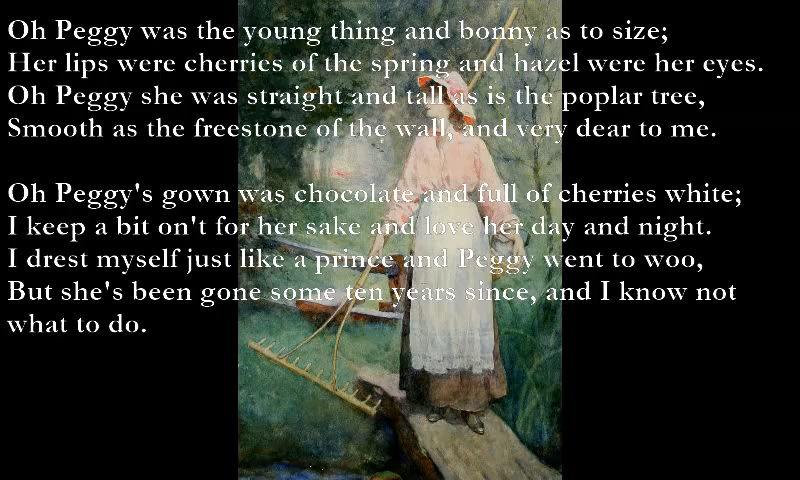 Oh Peggy was the young thing and bonny as to size;
Her lips were cherries of the spring and hazel were her eyes.
Oh Peggy she was straight and tall as is the poplar tree,
Smooth as the freestone of the wall, and very dear to me.
Oh Peggy's gown was chocolate and full of cherries white;
I keep a bit on't for her sake and love her day and night.
I drest myself just like a prince and Peggy went to woo,
But she's been gone some ten years since, and I know not
what to do.